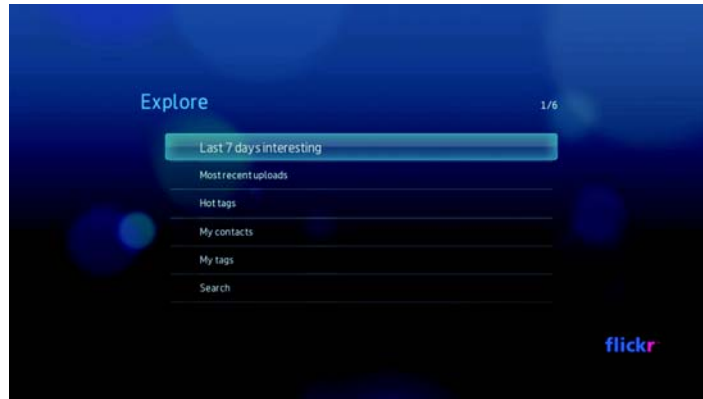 Explore
1/6
Last 7 days interesting
Most recent uploads
Hot tags
My contacts
My tags
Search
flickr